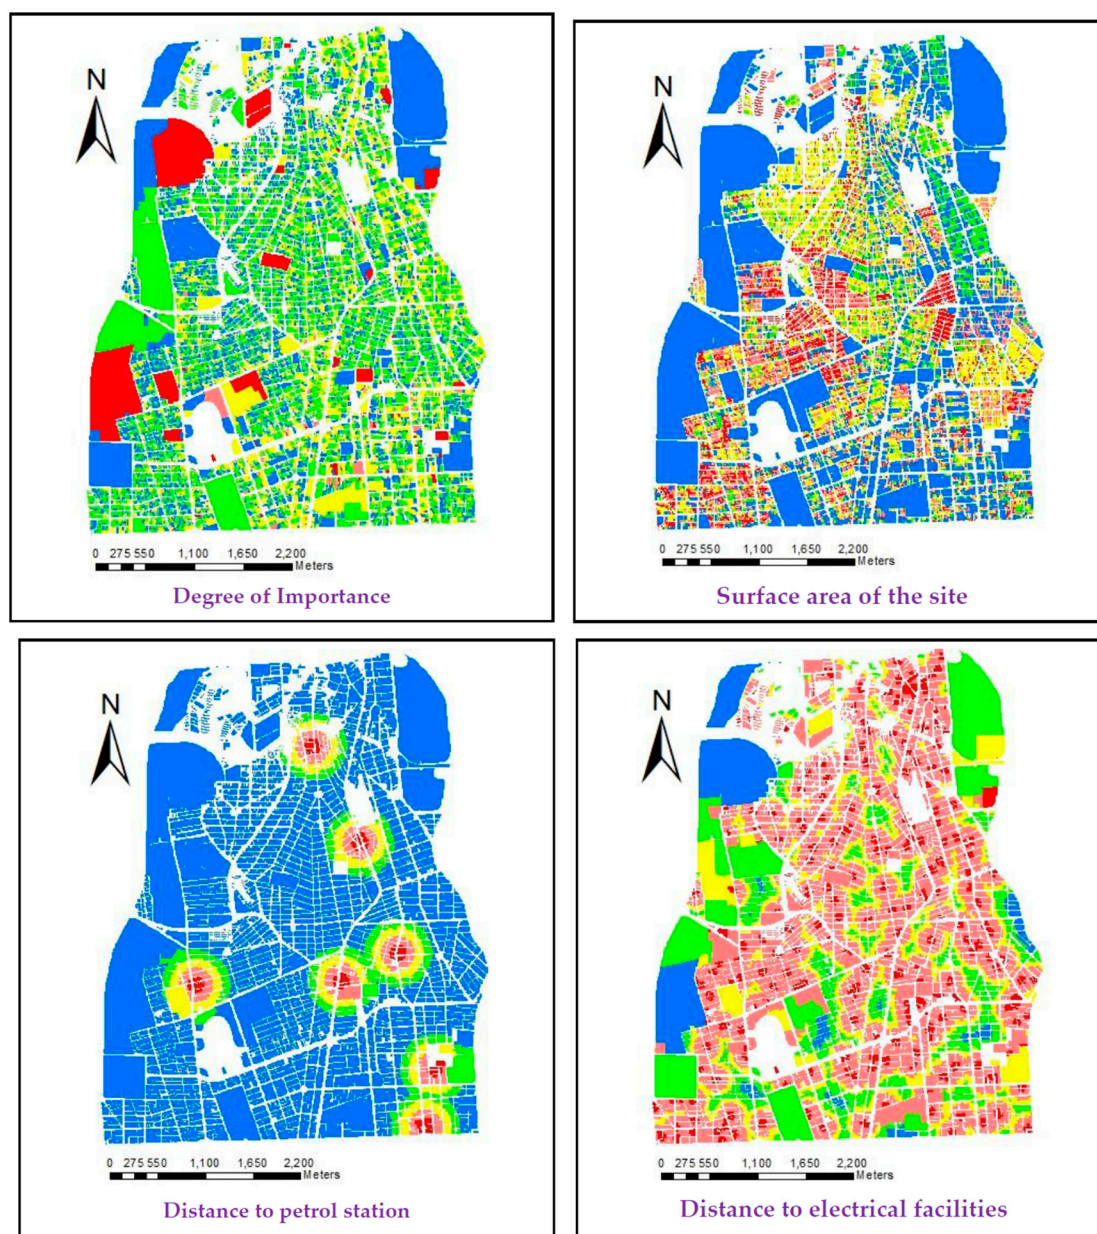 N
0 275 550 1,100 1,650 2,200
Meters
Degree of Importance
N
0 275 550 1,100 1,650 2,200
Meters
Surface area of the site
N
0 275 550 1,100 1,650 2,200
Meters
Distance to petrol station
N
0 275 550 1,100 1,650 2,200
Meters
Distance to electrical facilities